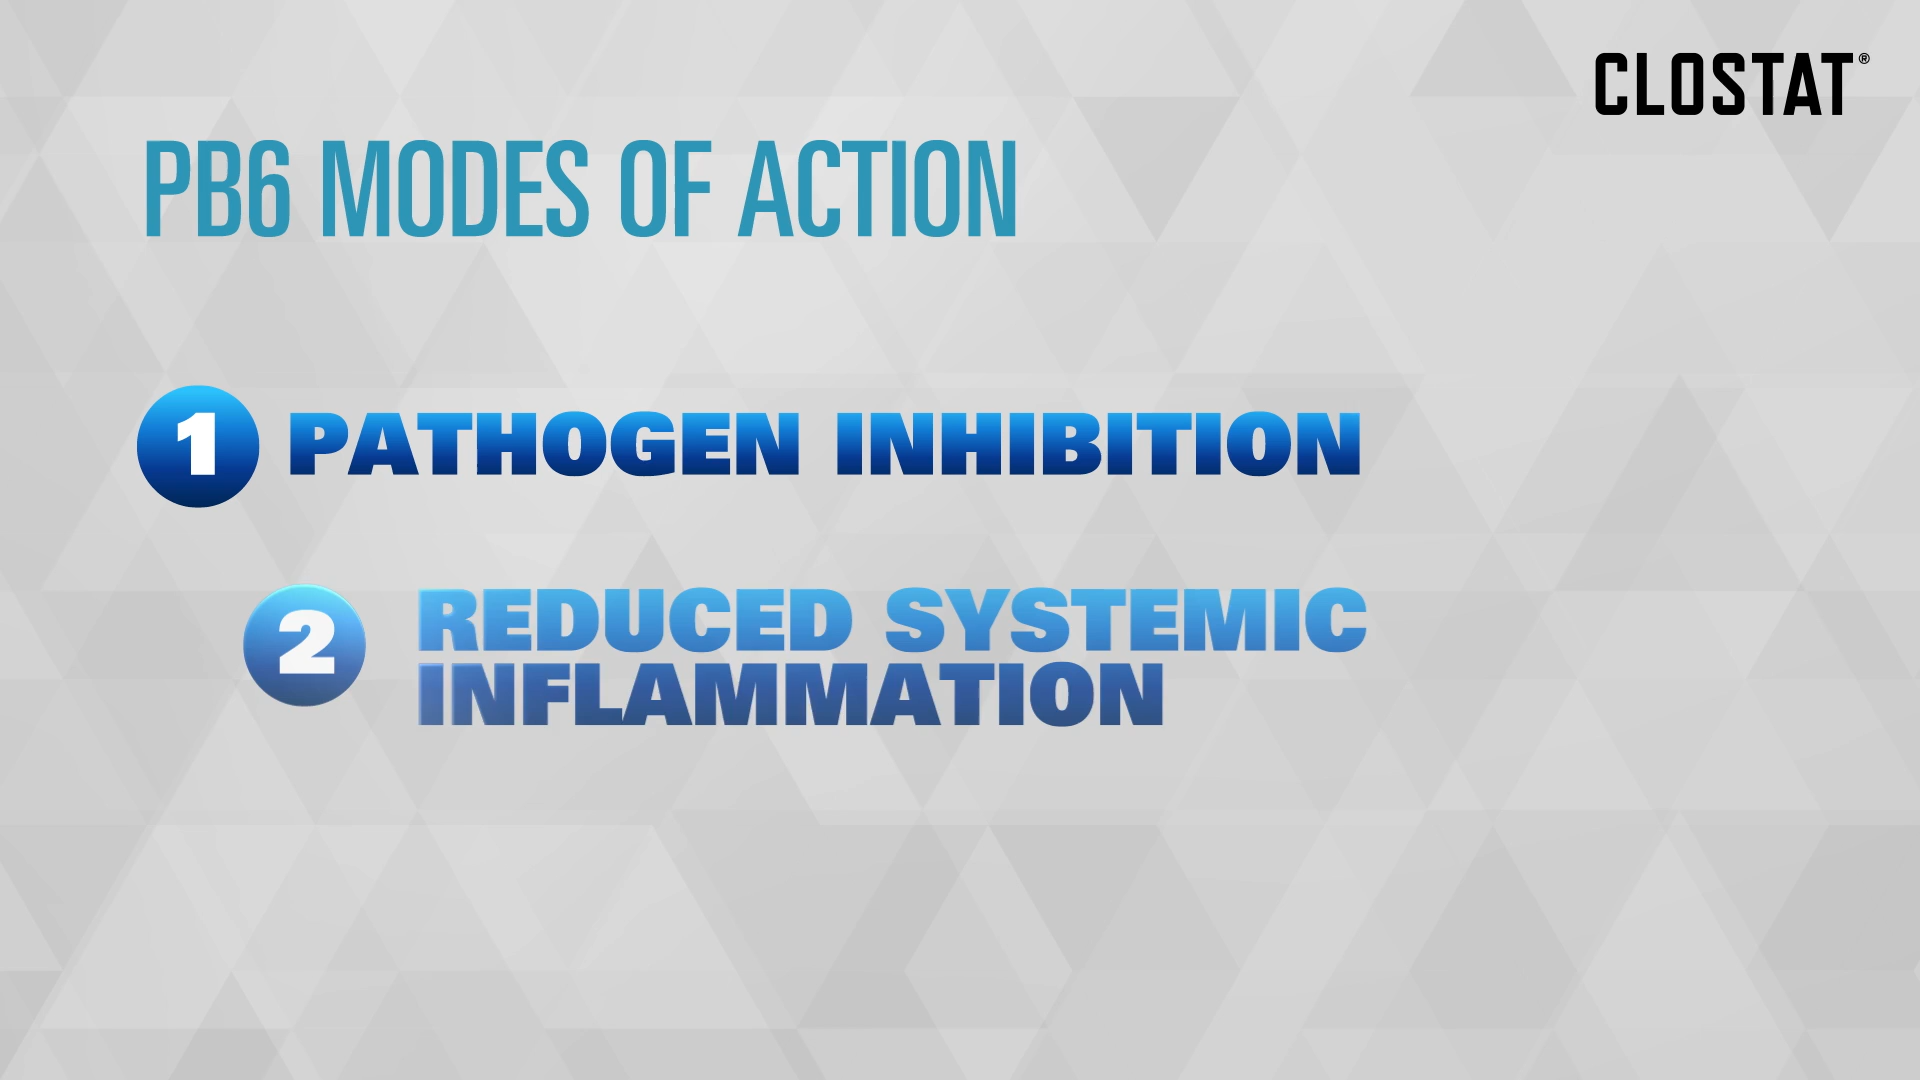 CLOSTAT®
PB6 MODES OF ACTION
1 PATHOGEN INHIBITION
2 REDUCED SYSTEMIC
INFLAMMATION